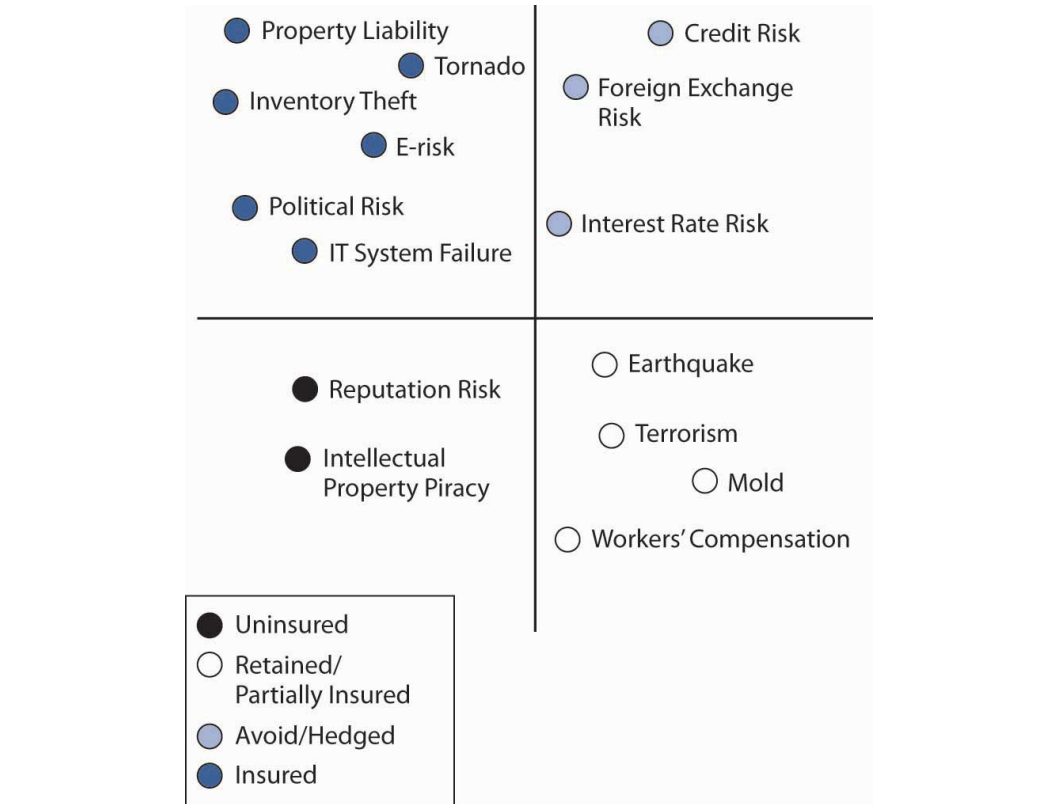 Property Liability
Tornado
Inventory Theft
E-risk
Political Risk
IT System Failure
Credit Risk
Foreign Exchange
Risk
Interest Rate Risk
Reputation Risk
Intellectual
Property Piracy
Earthquake
Terrorism
Mold
Workers’ Compensation
Uninsured
Retained/
Partially Insured
Avoid/Hedged
Insured